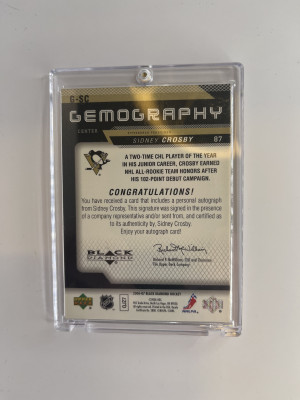 G-SC
GEMOGRAPHY
CENTER
SIDNEY CROSBY
87
A TWO-TIME CHL PLAYER OF THE YEAR
IN HIS JUNIOR CAREER, CROSBY EARNED
NHL ALL-ROOKIE TEAM HONORS AFTER
HIS 102-POINT DEBUT CAMPAIGN.
CONGRATULATIONS!
You have received a card that includes a personal autograph
from Sidney Crosby. This signature was signed in the presence
of a company representative and/or sent from, and certified as
to its authenticity by, Sidney Crosby.
Enjoy your autograph card!
BLACK
DIAMOND